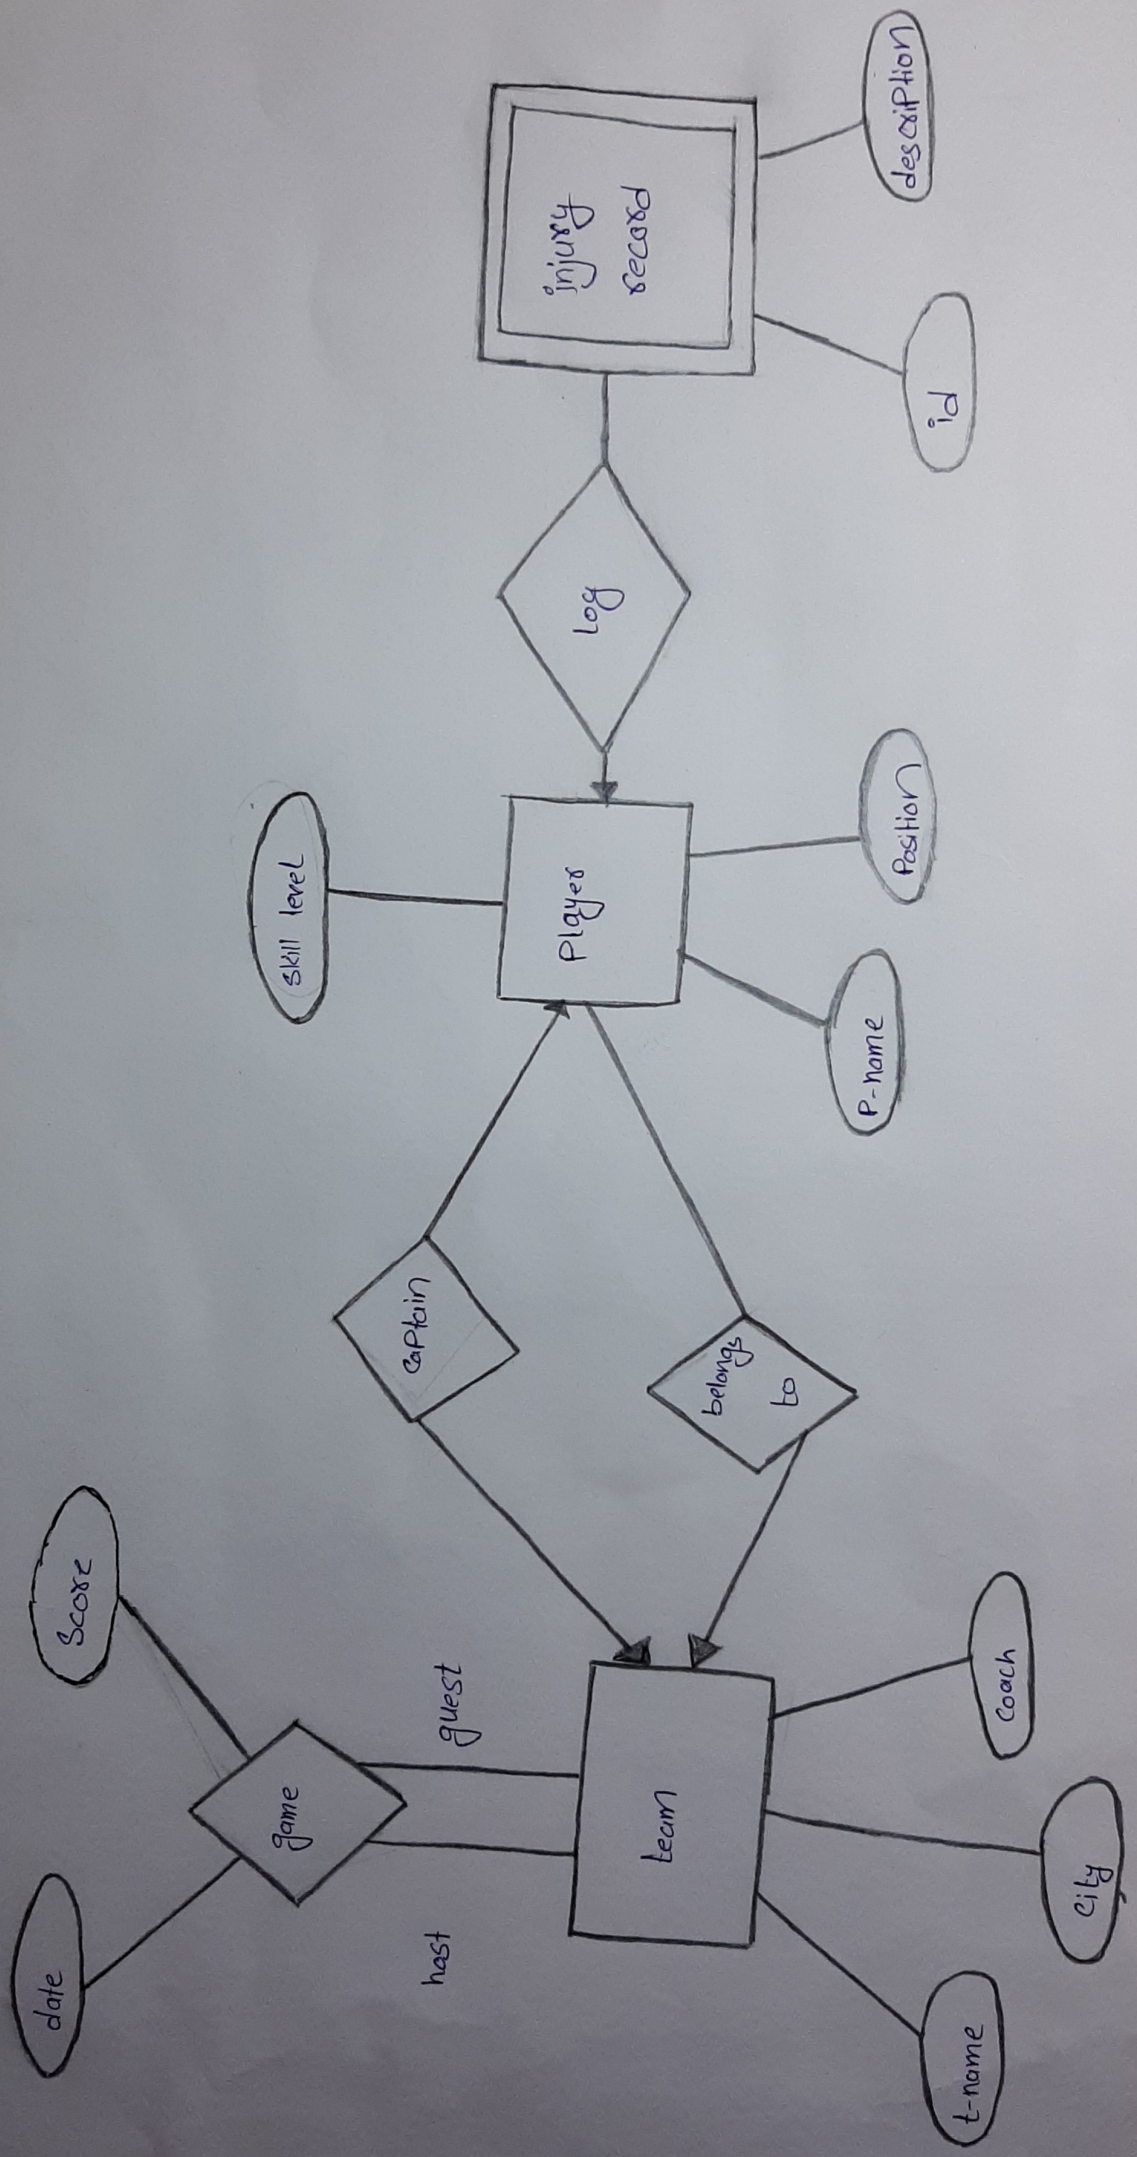 date
Score
game
hast
guest
team
t-name
City
Coach
Captain
belongs
to
Skill level
Player
P-name
Position
Log
injury
record
id
description